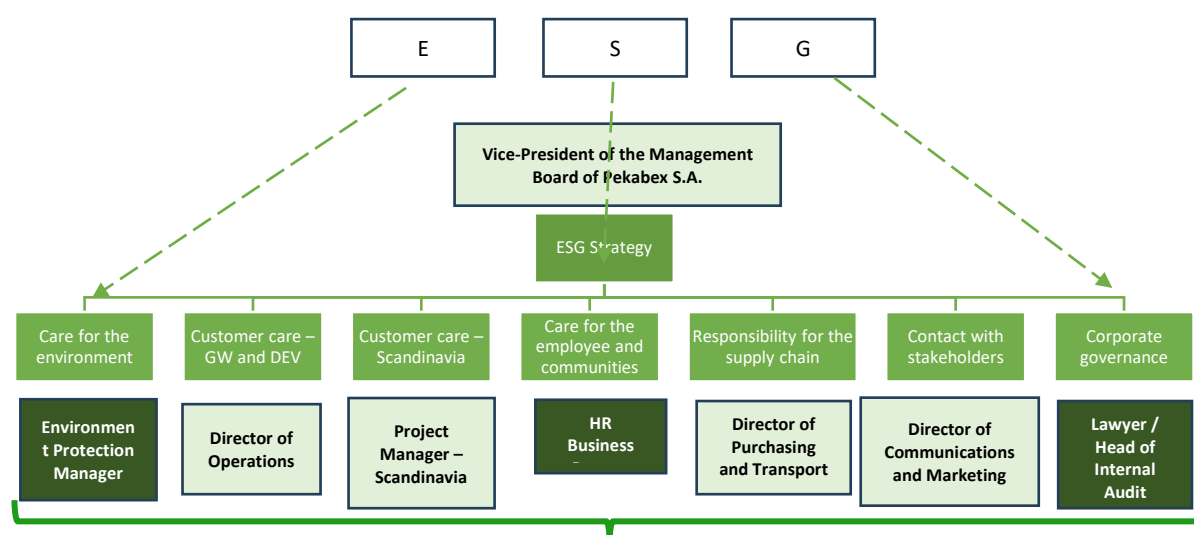 E
S
G
Vice-President of the Management
Board of Pekabex S.A.
ESG Strategy
Care for the
environment
Customer care –
GW and DEV
Customer care –
Scandinavia
Care for the
employee and
communities
Responsibility for the
supply chain
Contact with
stakeholders
Corporate
governance
Environmen
t Protection
Manager
Director of
Operations
Project
Manager –
Scandinavia
HR
Business
Director of
Purchasing
and Transport
Director of
Communications
and Marketing
Lawyer /
Head of
Internal
Audit